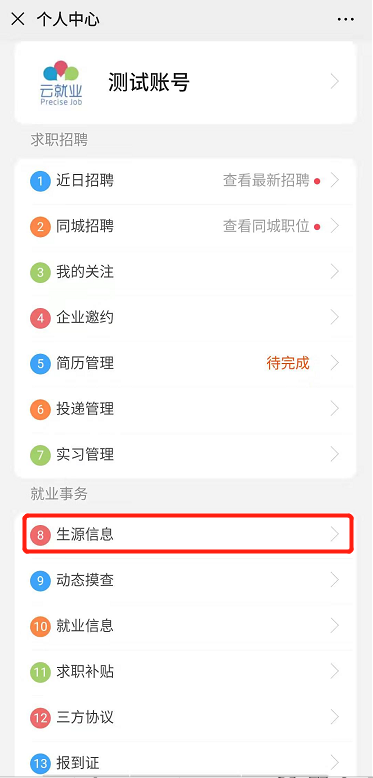 个人中心
云就业
Precise Job
测试账号
求职招聘
1 近日招聘 查看最新招聘
2 同城招聘 查看同城职位
3 我的关注
4 企业邀约
5 简历管理 待完成
6 投递管理
7 实习管理
就业事务
8 生源信息
9 动态摸查
10 就业信息
11 求职补贴
12 三方协议
13 报到证